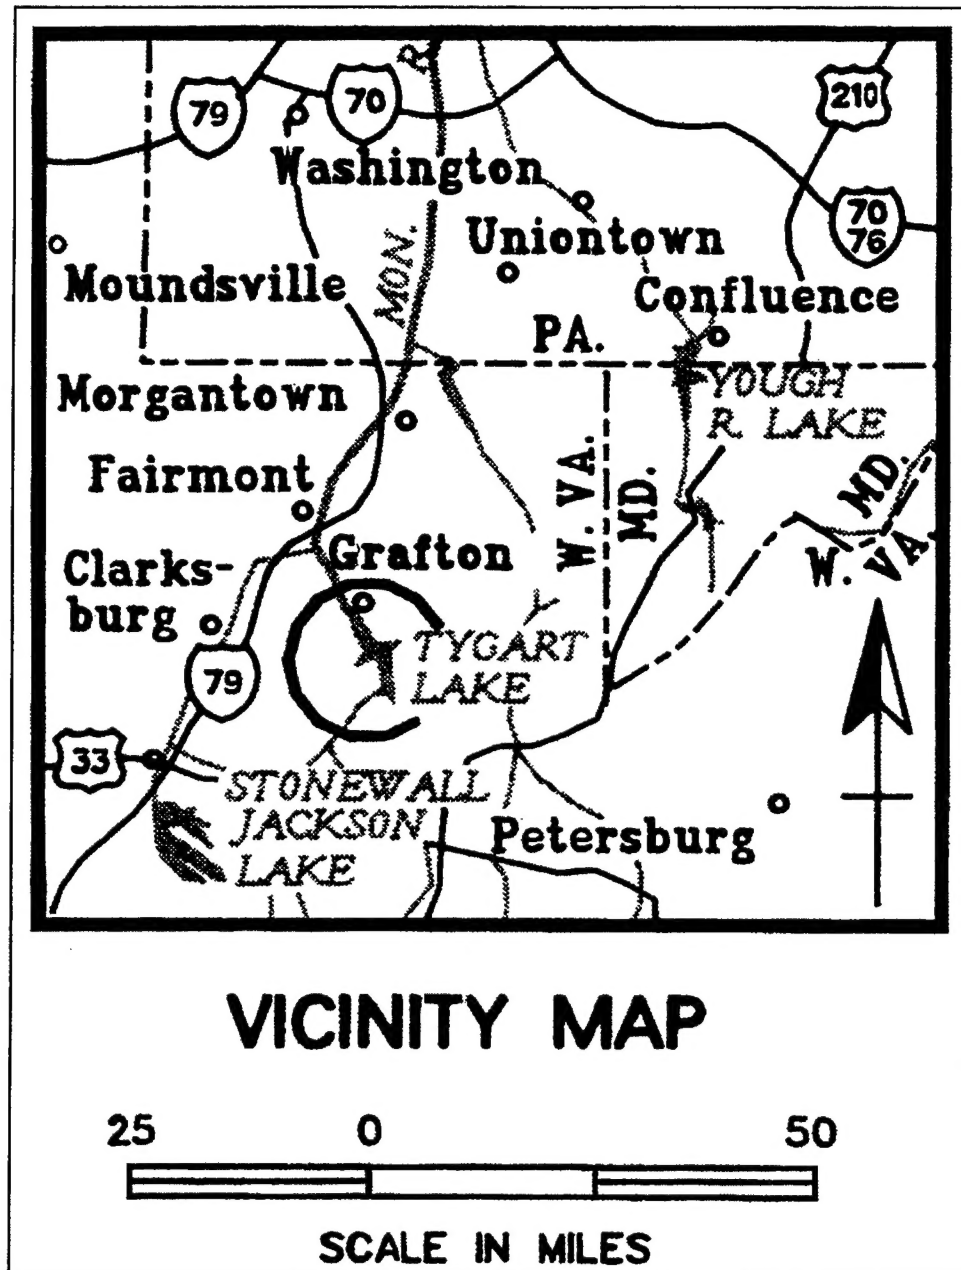 R.
79
70
210
Washington
70
76
Uniontown
MON.
Moundsville
Confluence
PA.
YOUGH
R. LAKE
Morgantown
W. VA.
MD.
MD.
Fairmont
W. VA.
Grafton
Clarks-
burg
TYGART
LAKE
79
33
STONEWALL
JACKSON
LAKE
Petersburg
VICINITY MAP
25 0 50
SCALE IN MILES